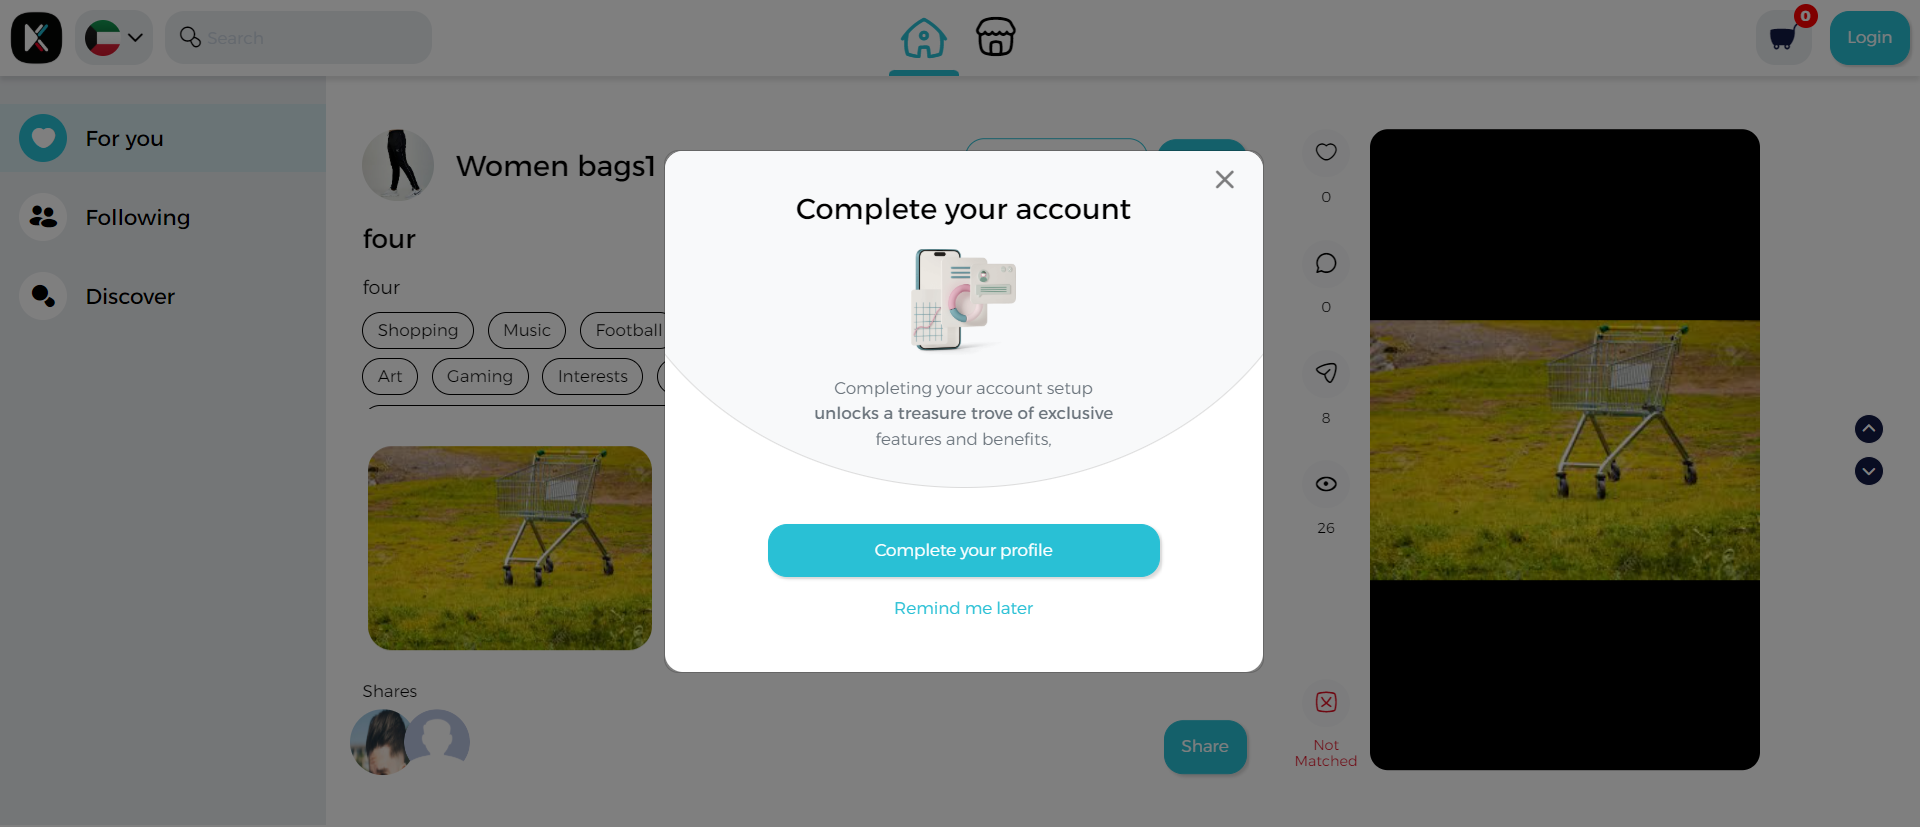 Search
0
Login
For you
Following
Discover
Women bags1
four
four
Shopping
Music
Football
Art
Gaming
Interests
Shares
Share
Complete your account
Completing your account setup
unlocks a treasure trove of exclusive
features and benefits,
Complete your profile
Remind me later
0
0
8
26
Not
Matched